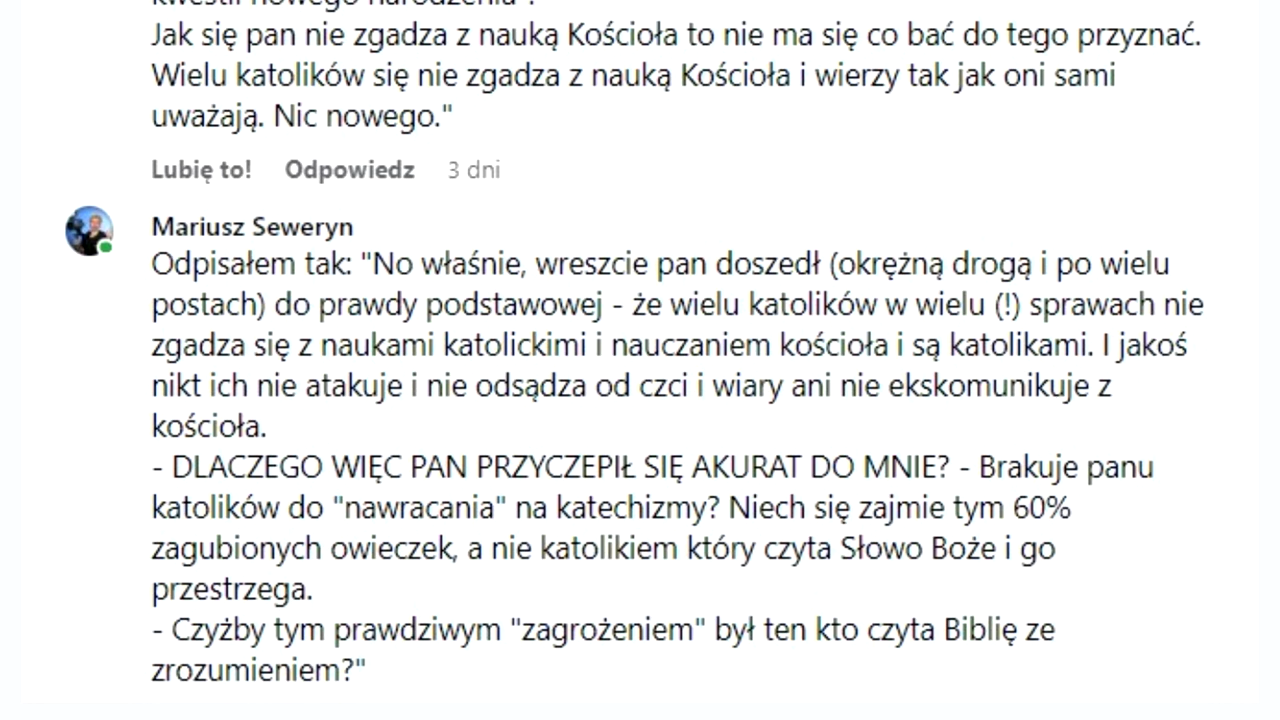 kwestii nowego narodzenia".
Jak się pan nie zgadza z nauką Kościoła to nie ma się co bać do tego przyznać.
Wielu katolików się nie zgadza z nauką Kościoła i wierzy tak jak oni sami
uważają. Nic nowego."
Lubię to! Odpowiedz 3 dni
Mariusz Seweryn
Odpisałem tak: "No właśnie, wreszcie pan doszedł (okrężną drogą i po wielu
postach) do prawdy podstawowej - że wielu katolików w wielu (!) sprawach nie
zgadza się z naukami katolickimi i nauczaniem kościoła i są katolikami. I jakoś
nikt ich nie atakuje i nie odsądza od czci i wiary ani nie ekskomunikuje z
kościoła.
- DLACZEGO WIĘC PAN PRZYCZEPIŁ SIĘ AKURAT DO MNIE? - Brakuje panu
katolików do "nawracania" na katechizmy? Niech się zajmie tym 60%
zagubionych owieczek, a nie katolikiem który czyta Słowo Boże i go
przestrzega.
- Czyżby tym prawdziwym "zagrożeniem" był ten kto czyta Biblię ze
zrozumieniem?"